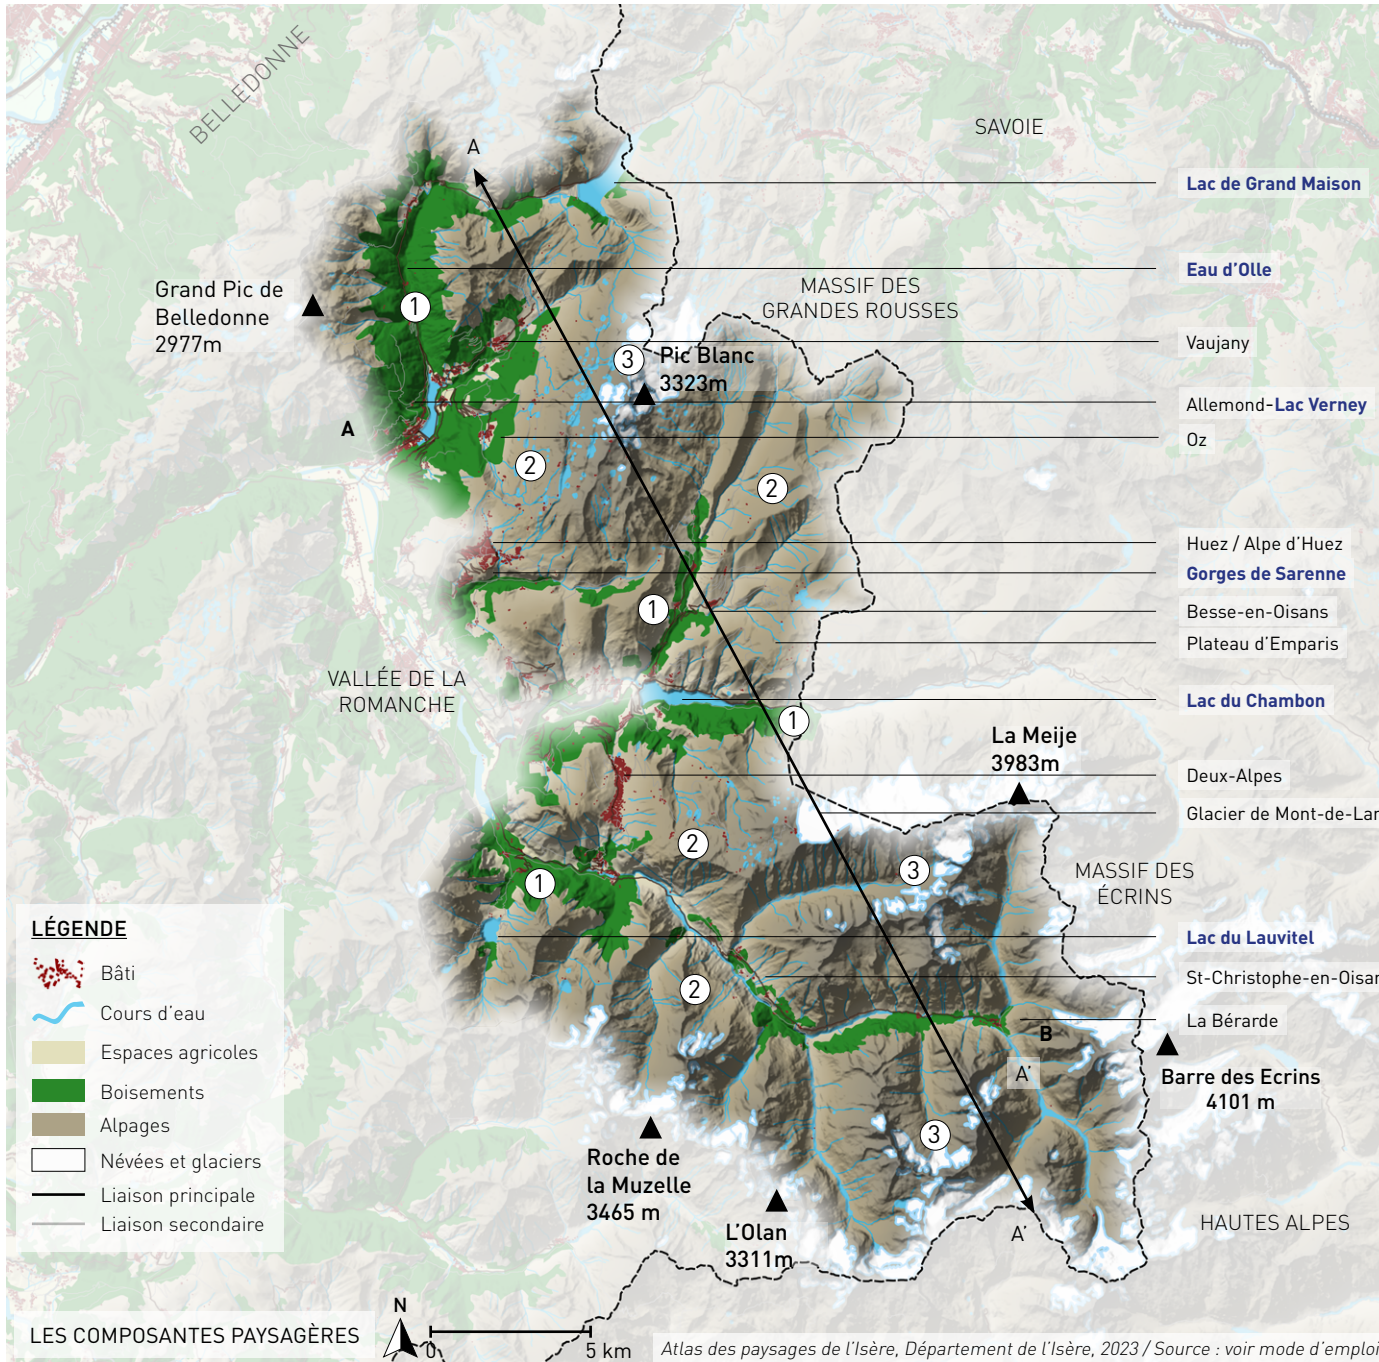 BELLEDONNE
SAVOIE
A
Lac de Grand Maison
Eau d'Olle
MASSIF DES
GRANDES ROUSSES
Grand Pic de
Belledonne
2977m
1
Vaujany
3
Pic Blanc
3323m
Allemond-Lac Verney
A
Oz
2
2
Huez / Alpe d'Huez
Gorges de Sarenne
1
Besse-en-Oisans
Plateau d'Emparis
VALLÉE DE LA
ROMANCHE
Lac du Chambon
1
La Meije
3983m
Deux-Alpes
Glacier de Mont-de-Lan
2
3
1
MASSIF DES
ÉCRINS
Lac du Lauvitel
St-Christophe-en-Oisan
2
La Bérarde
B
A'
Barre des Ecrins
4101 m
3
Roche de
la Muzelle
3465 m
L'Olan
3311m
A'
HAUTES ALPES
LÉGENDE
Bâti
Cours d'eau
Espaces agricoles
Boisements
Alpages
Névées et glaciers
Liaison principale
Liaison secondaire
LES COMPOSANTES PAYSAGÈRES
N
0 5 km
Atlas des paysages de l'Isère, Département de l'Isère, 2023 / Source : voir mode d'emploi